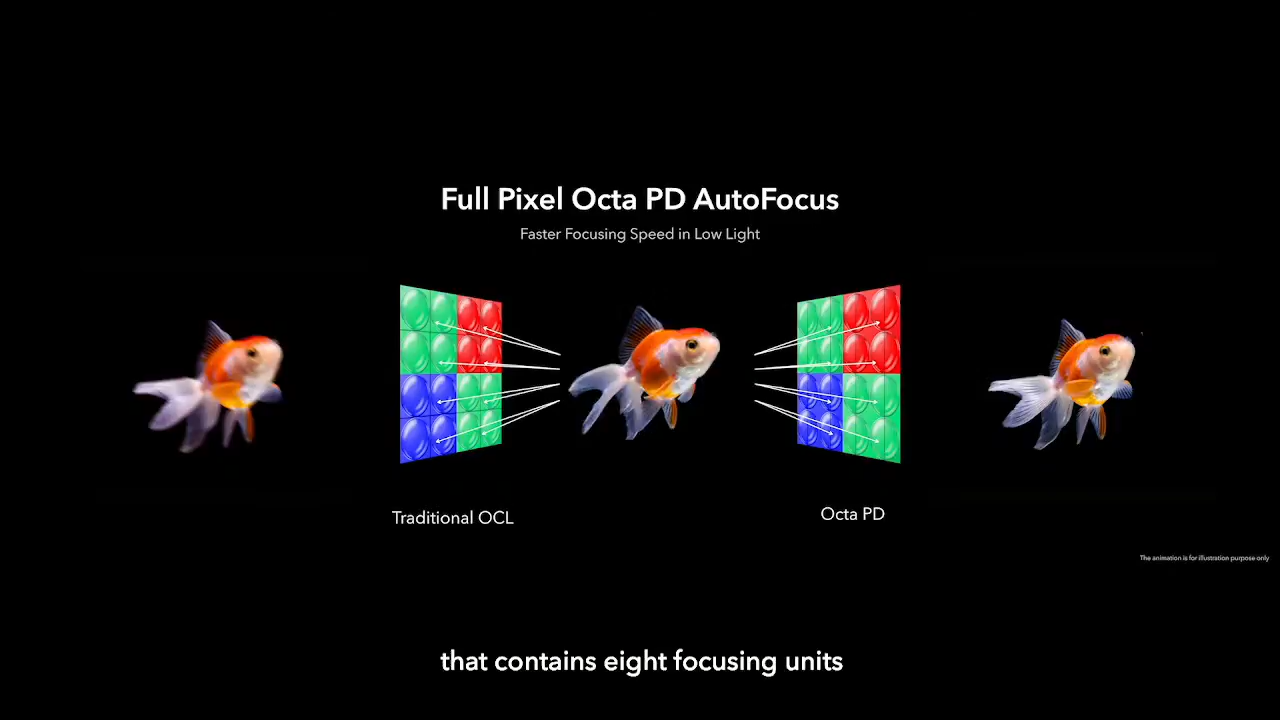 Full Pixel Octa PD AutoFocus
Faster Focusing Speed in Low Light
Traditional OCL
Octa PD
The animation is for illustration purpose only
that contains eight focusing units